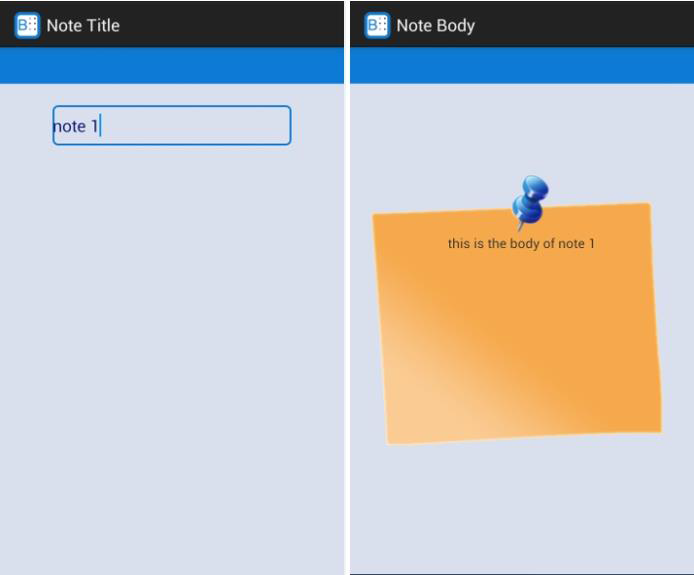 B Note Title
note 1
B Note Body
this is the body of note 1